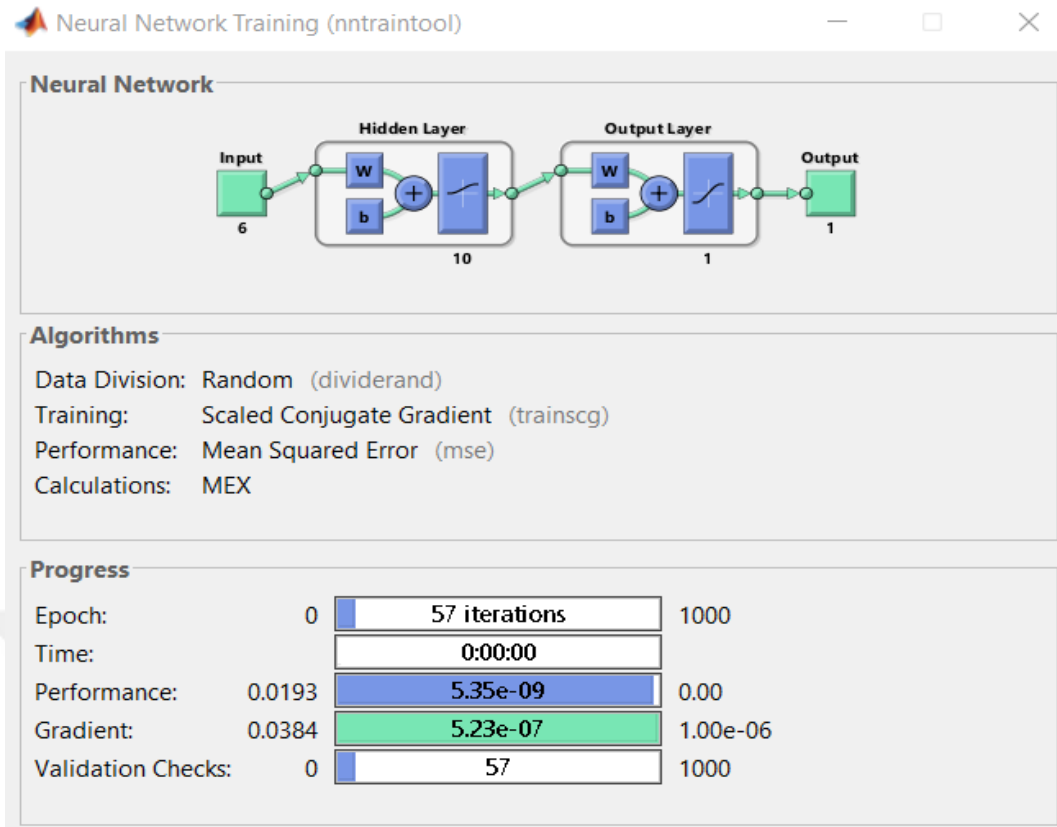 Neural Network Training (nntraintool)
Neural Network
Hidden Layer Output Layer
Input Output
W W
b b
6 1
10 1
Algorithms
Data Division: Random (dividerand)
Training: Scaled Conjugate Gradient (trainscg)
Performance: Mean Squared Error (mse)
Calculations: MEX
Progress
Epoch: 0 57 iterations 1000
Time: 0:00:00
Performance: 0.0193 5.35e-09 0.00
Gradient: 0.0384 5.23e-07 1.00e-06
Validation Checks: 0 57 1000